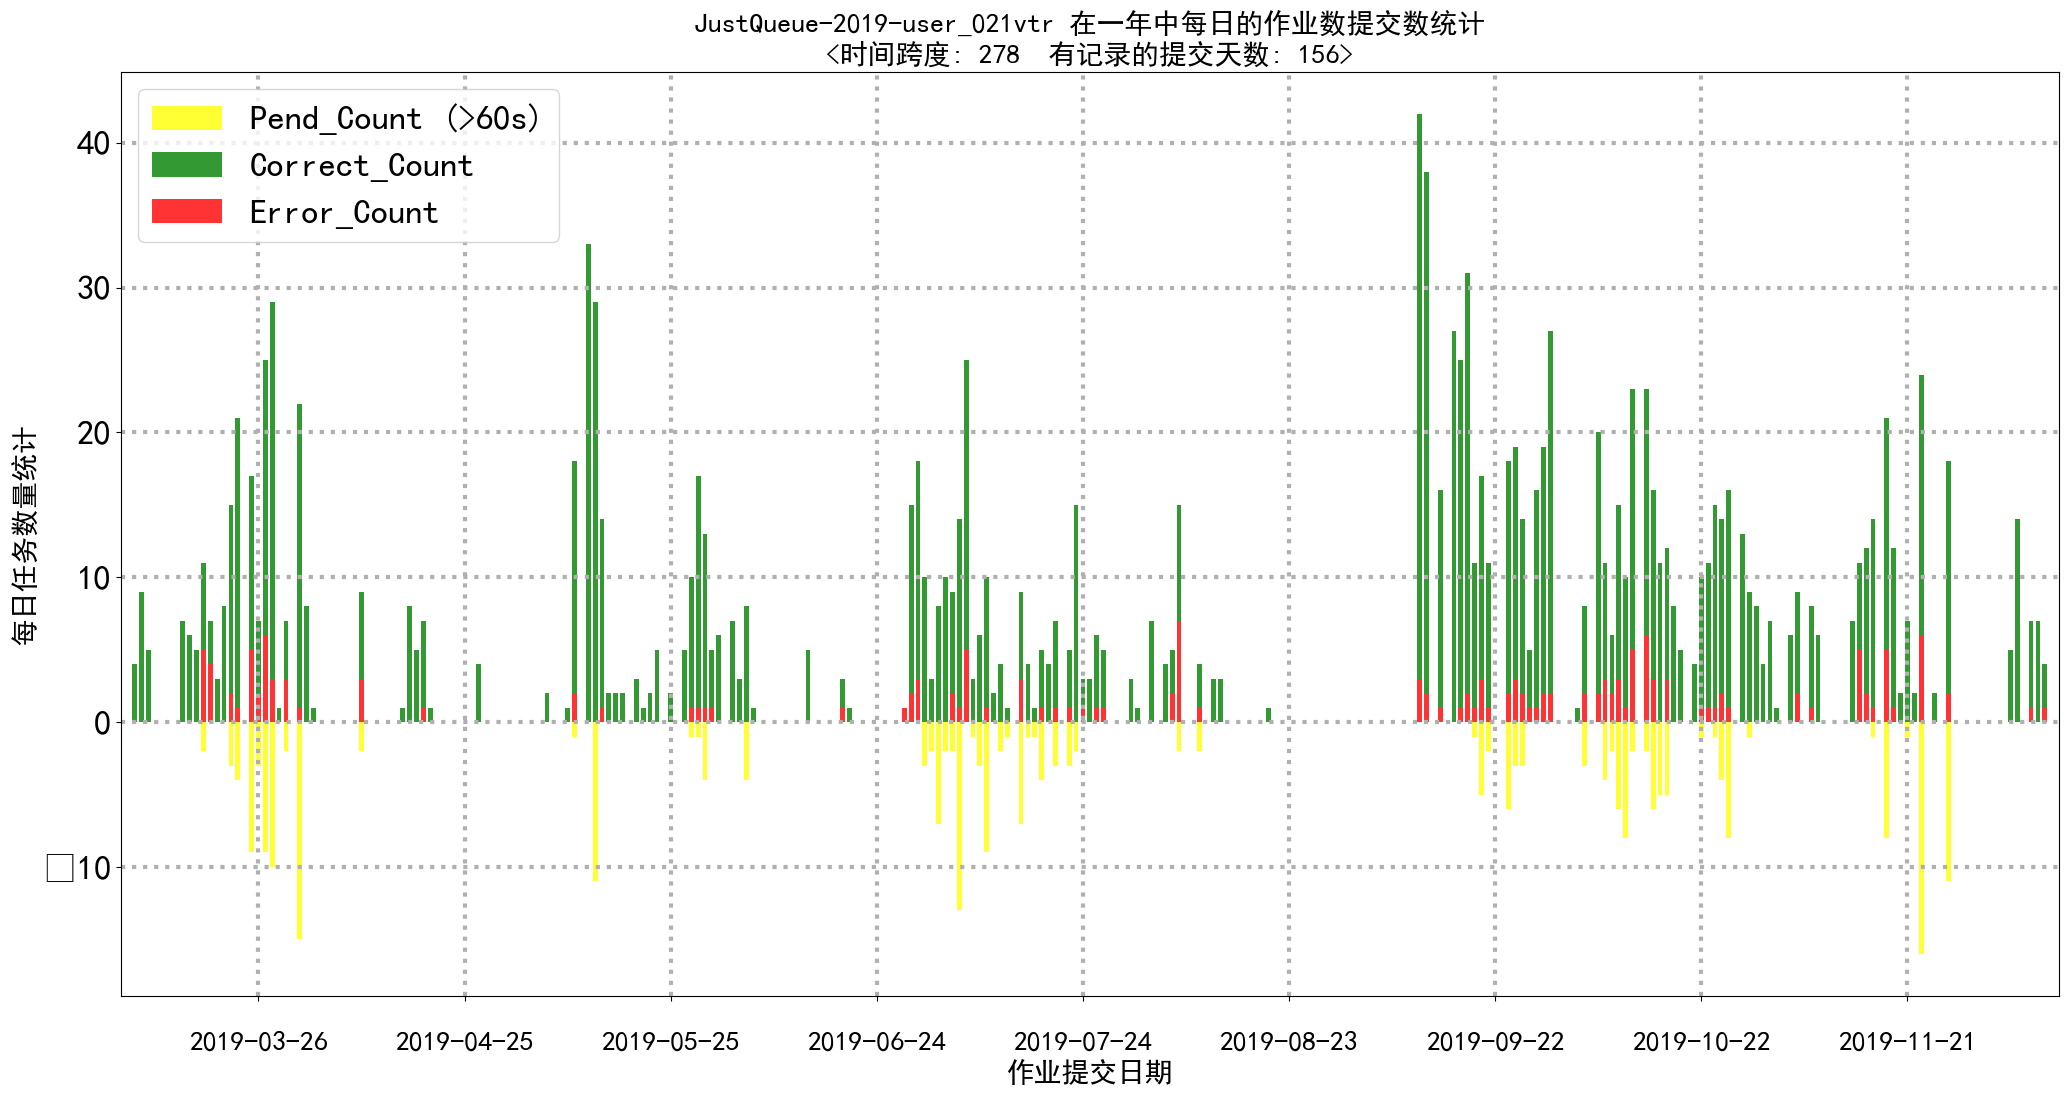 JustQueue-2019-user_021vtr 在一年中每日的作业数提交数统计
<时间跨度: 278  有记录的提交天数: 156>
Pend_Count (>60s)
Correct_Count
Error_Count
每日任务数量统计
40
30
20
10
0
□10
2019-03-26
2019-04-25
2019-05-25
2019-06-24
2019-07-24
2019-08-23
2019-09-22
2019-10-22
2019-11-21
作业提交日期